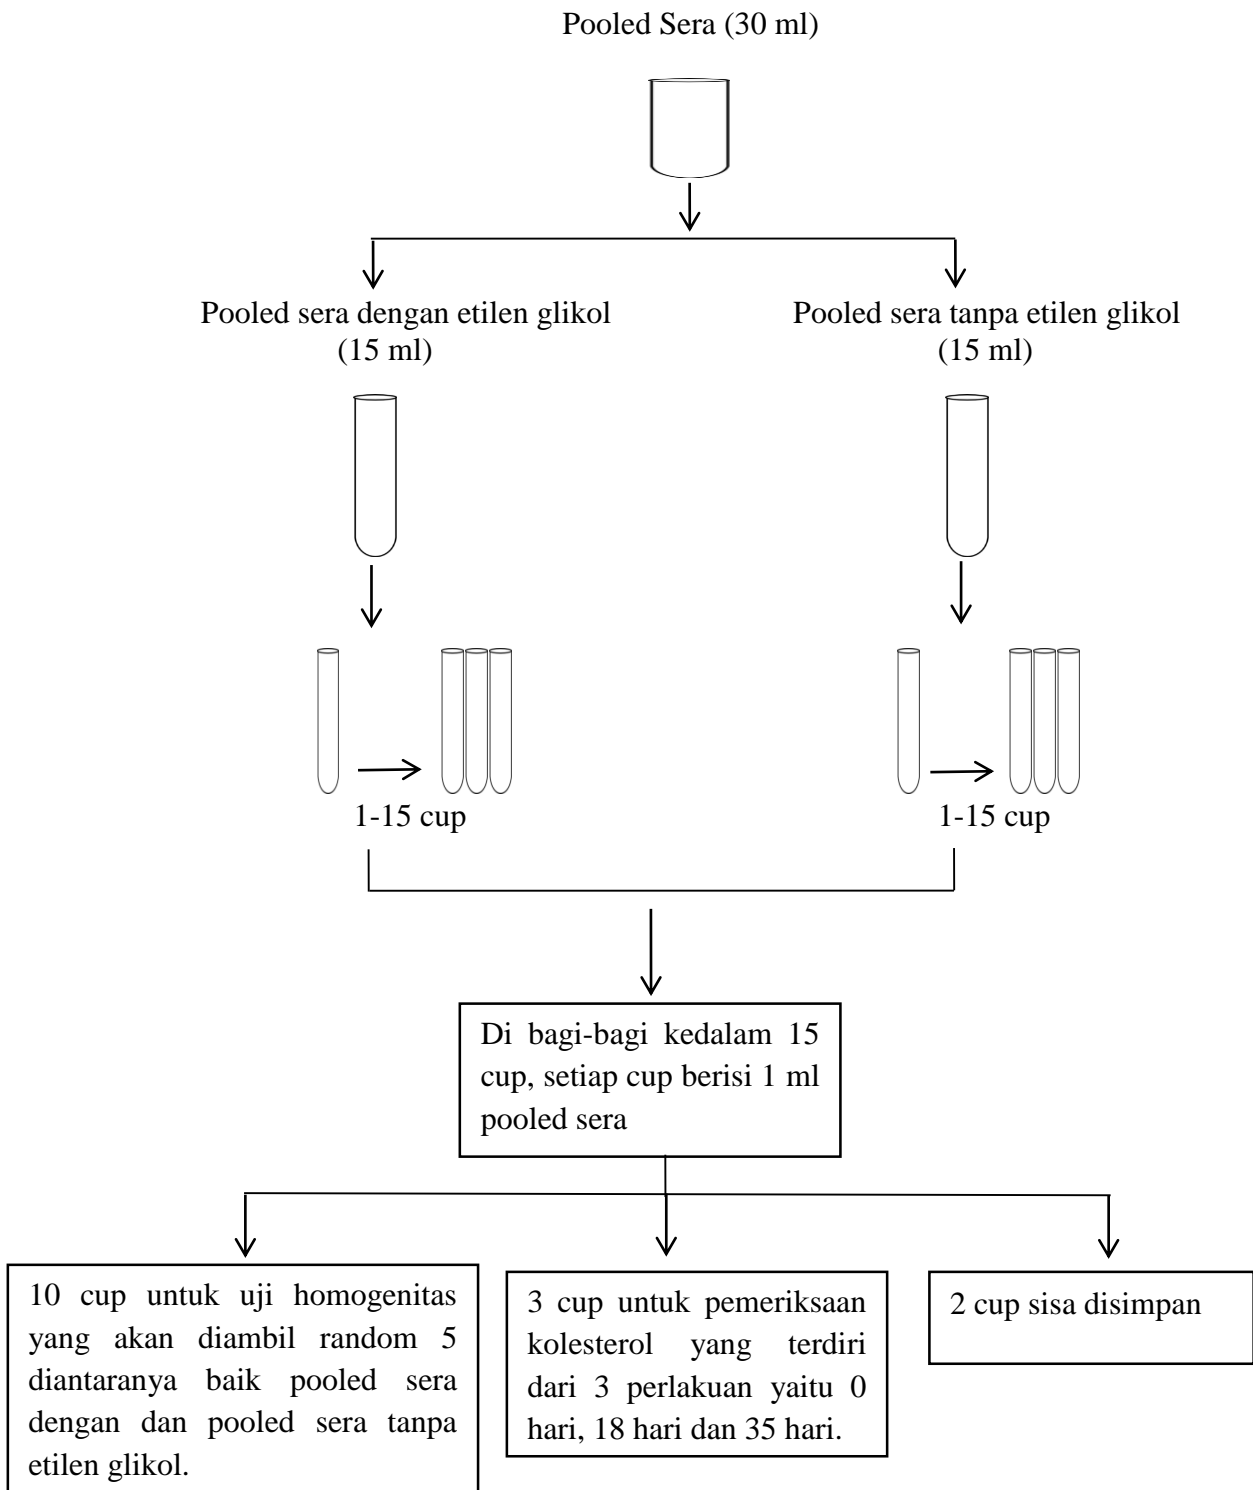 Pooled Sera (30 ml)
Pooled sera dengan etilen glikol
(15 ml)
Pooled sera tanpa etilen glikol
(15 ml)
1-15 cup
1-15 cup
Di bagi-bagi kedalam 15
cup, setiap cup berisi 1 ml
pooled sera
10 cup untuk uji homogenitas
yang akan diambil random 5
diantaranya baik pooled sera
dengan dan pooled sera tanpa
etilen glikol.
3 cup untuk pemeriksaan
kolesterol yang terdiri
dari 3 perlakuan yaitu 0
hari, 18 hari dan 35 hari.
2 cup sisa disimpan